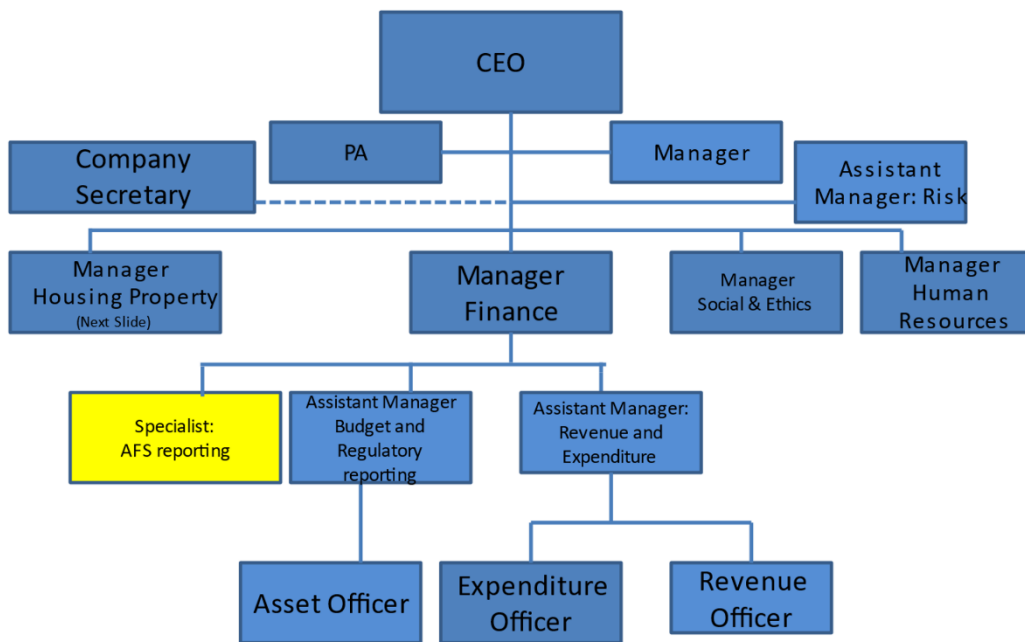 CEO
PA
Manager
Company
Secretary
Assistant
Manager: Risk
Manager
Housing Property
(Next Slide)
Manager
Finance
Manager
Social & Ethics
Manager
Human
Resources
Specialist:
AFS reporting
Assistant Manager
Budget and
Regulatory
reporting
Assistant Manager:
Revenue and
Expenditure
Asset Officer
Expenditure
Officer
Revenue
Officer